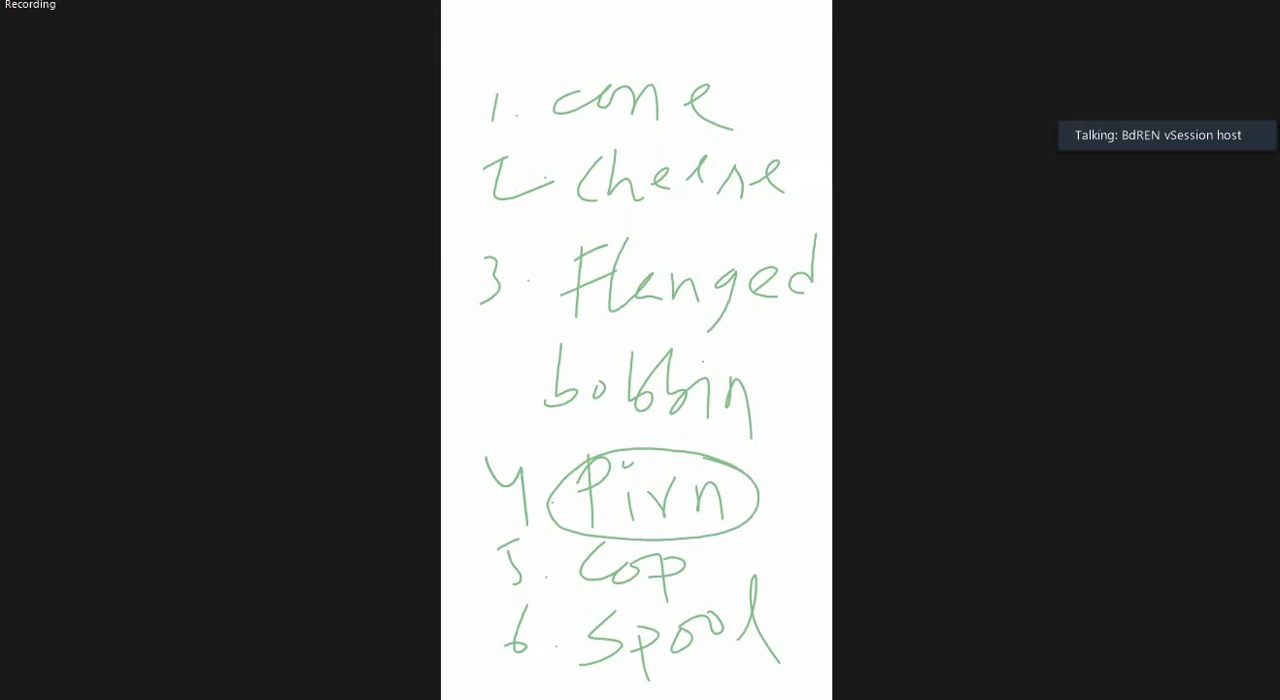 Recording
1. cone
Talking: BdREN vSession host
2. cheese
3. Flanged
bobbin
4 Pirn
5. Cop
6. Spool